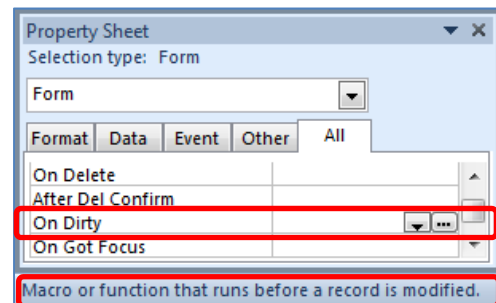 Property Sheet
Selection type: Form
Form
Format Data Event Other All
On Delete
After Del Confirm
On Dirty
On Got Focus
Macro or function that runs before a record is modified.